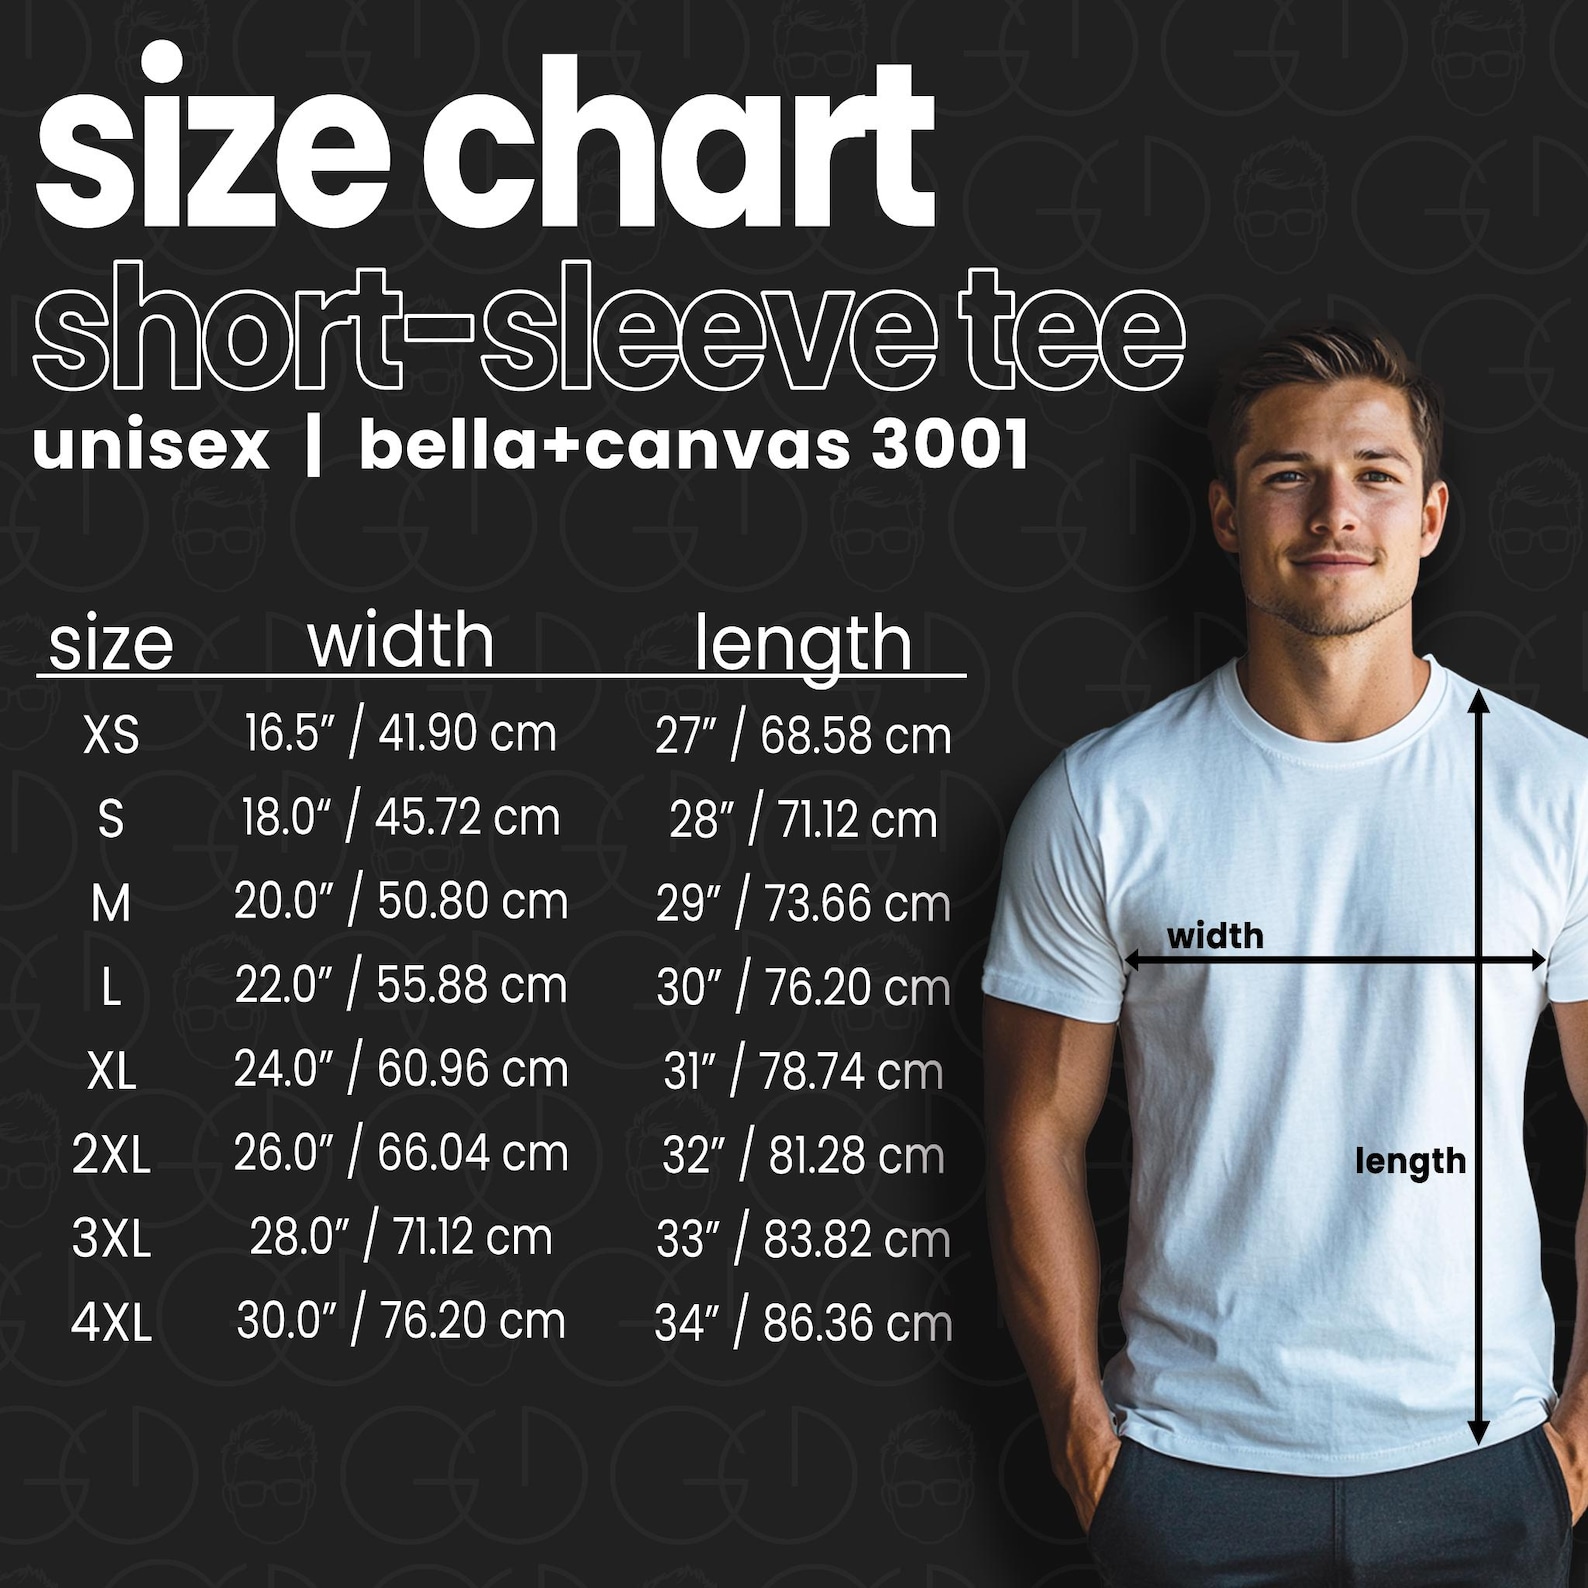 size chart
short-sleeve tee
unisex | bella+canvas 3001
size width length
XS 16.5” / 41.90 cm 27” / 68.58 cm
S 18.0“ / 45.72 cm 28” / 71.12 cm
M 20.0” / 50.80 cm 29” / 73.66 cm
L 22.0” / 55.88 cm 30” / 76.20 cm
XL 24.0” / 60.96 cm 31” / 78.74 cm
2XL 26.0” / 66.04 cm 32” / 81.28 cm
3XL 28.0” / 71.12 cm 33” / 83.82 cm
4XL 30.0” / 76.20 cm 34” / 86.36 cm
width
length